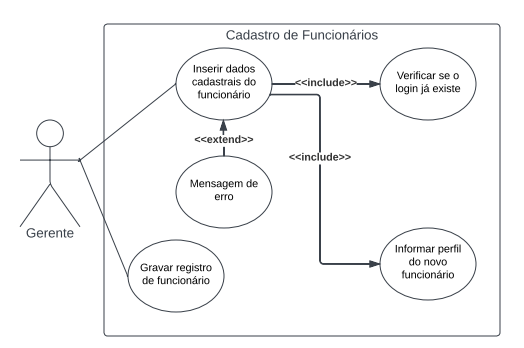 Cadastro de Funcionários
Inserir dados
cadastrais do
funcionário
<<include>>
Verificar se o
login já existe
<<extend>>
<<include>>
Mensagem de
erro
Gerente
Gravar registro
de funcionário
Informar perfil
do novo
funcionário